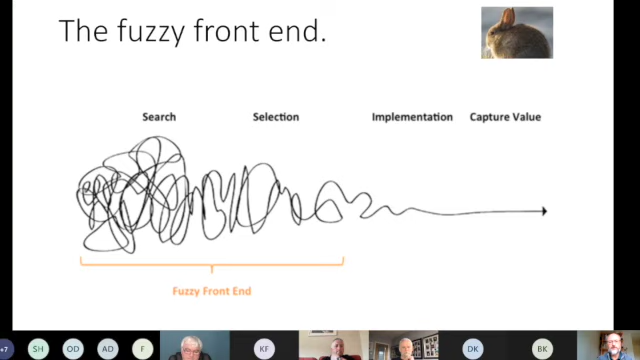 The fuzzy front end.
Search Selection Implementation Capture Value
Fuzzy Front End
+7 SH OD AD F KF DK BK